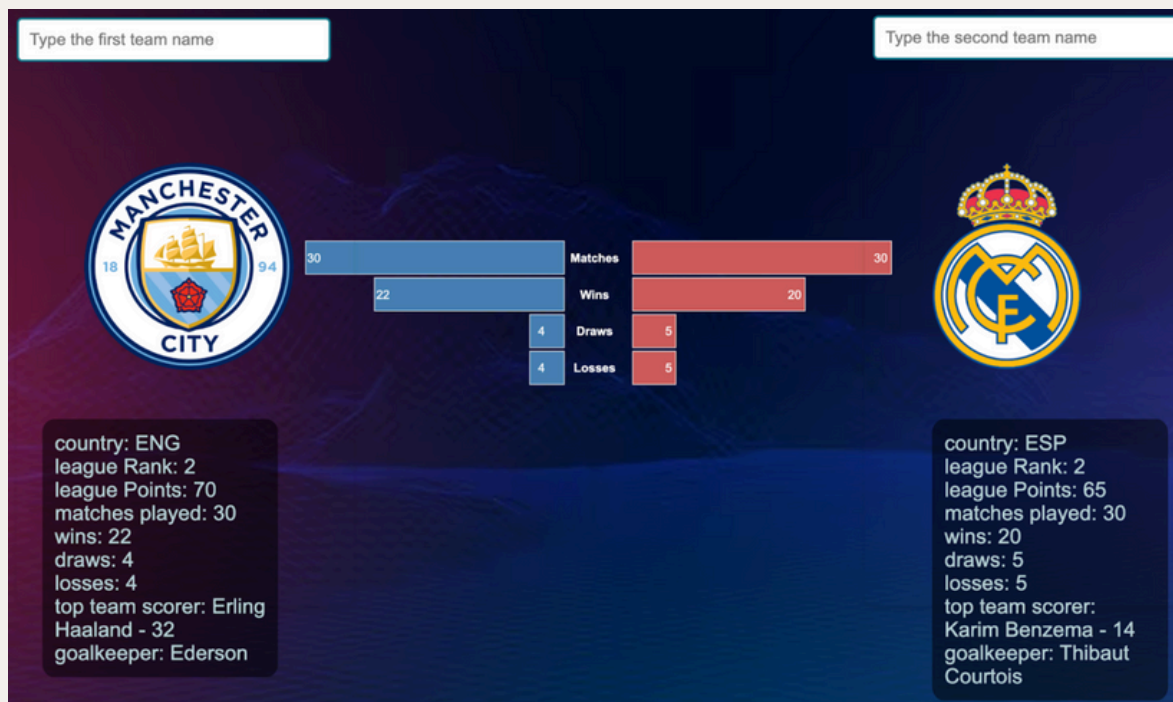 Type the first team name
Type the second team name
MANCHESTER
18 94
CITY
30 Matches 30
22 Wins 20
4 Draws 5
4 Losses 5
country: ENG
league Rank: 2
league Points: 70
matches played: 30
wins: 22
draws: 4
losses: 4
top team scorer: Erling
Haaland - 32
goalkeeper: Ederson
country: ESP
league Rank: 2
league Points: 65
matches played: 30
wins: 20
draws: 5
losses: 5
top team scorer:
Karim Benzema - 14
goalkeeper: Thibaut
Courtois